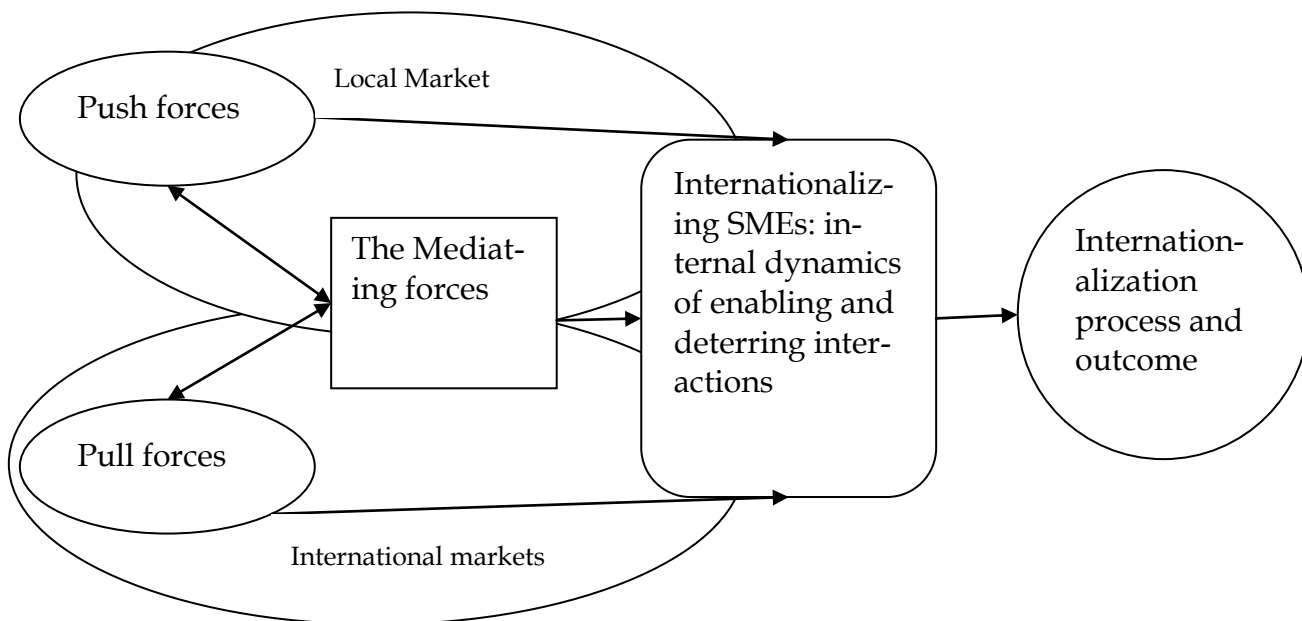 Local Market
Push forces
The Mediat-
ing forces
Internationaliz-
ing SMEs: in-
ternal dynamics
of enabling and
deterring inter-
actions
Internation-
alization
process and
outcome
Pull forces
International markets